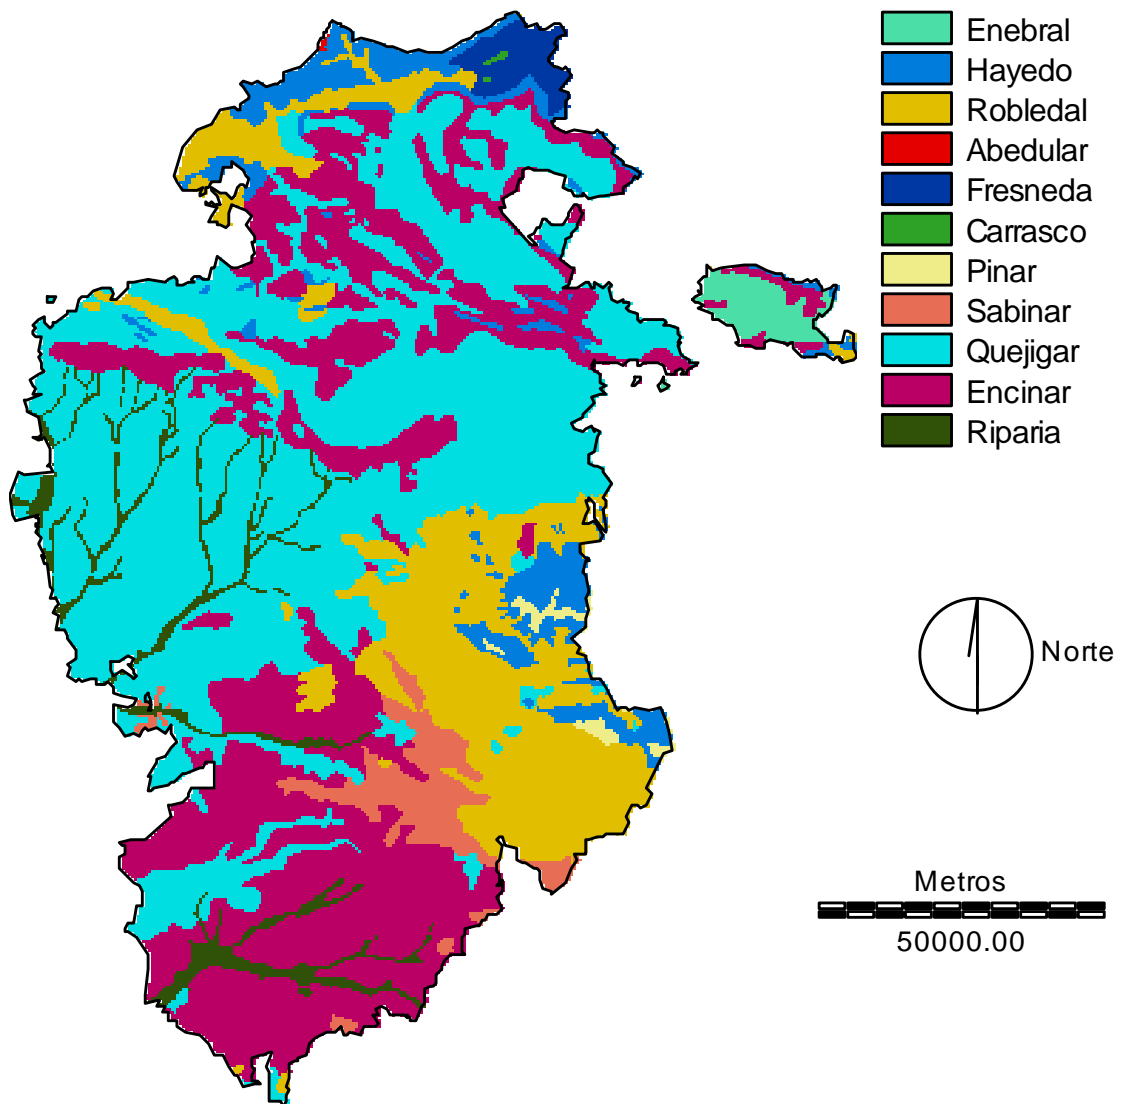 Enebral
Hayedo
Robledal
Abedular
Fresneda
Carrasco
Pinar
Sabinar
Quejigar
Encinar
Riparia
Norte
Metros
50000.00